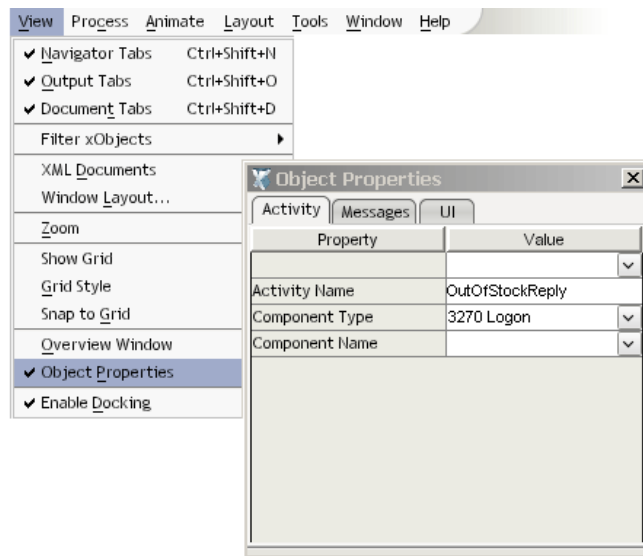 View Process Animate Layout Tools Window Help
Navigator Tabs Ctrl+Shift+N
Output Tabs Ctrl+Shift+O
Document Tabs Ctrl+Shift+D
Filter xObjects
XML Documents
Window Layout...
Zoom
Show Grid
Grid Style
Snap to Grid
Overview Window
Object Properties
Enable Docking
Object Properties
Activity Messages UI
Property Value
Activity Name OutOfStockReply
Component Type 3270 Logon
Component Name